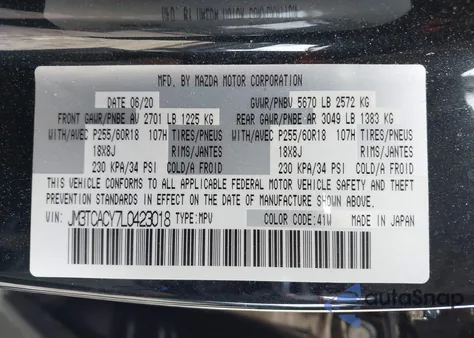 MFD. BY MAZDA MOTOR CORPORATION
DATE 06/20 GVWR/PNBV 5670 LB 2572 KG
FRONT GAWR/PNBE AV 2701 LB 1225 KG REAR GAWR/PNBE AR 3049 LB 1383 KG
WITH/AVEC P255/60R18 107H TIRES/PNEUS WITH/AVEC P255/60R18 107H TIRES/PNEUS
18X8J RIMS/JANTES 18X8J RIMS/JANTES
230 KPA/34 PSI COLD/A FROID 230 KPA/34 PSI COLD/A FROID
THIS VEHICLE CONFORMS TO ALL APPLICABLE FEDERAL MOTOR VEHICLE SAFETY AND THEFT
PREVENTION STANDARDS IN EFFECT ON THE DATE OF MANUFACTURE SHOWN ABOVE.
VIN: JM3TCACY7L0423018 TYPE:MPV COLOR CODE:41W MADE IN JAPAN
autoSnap